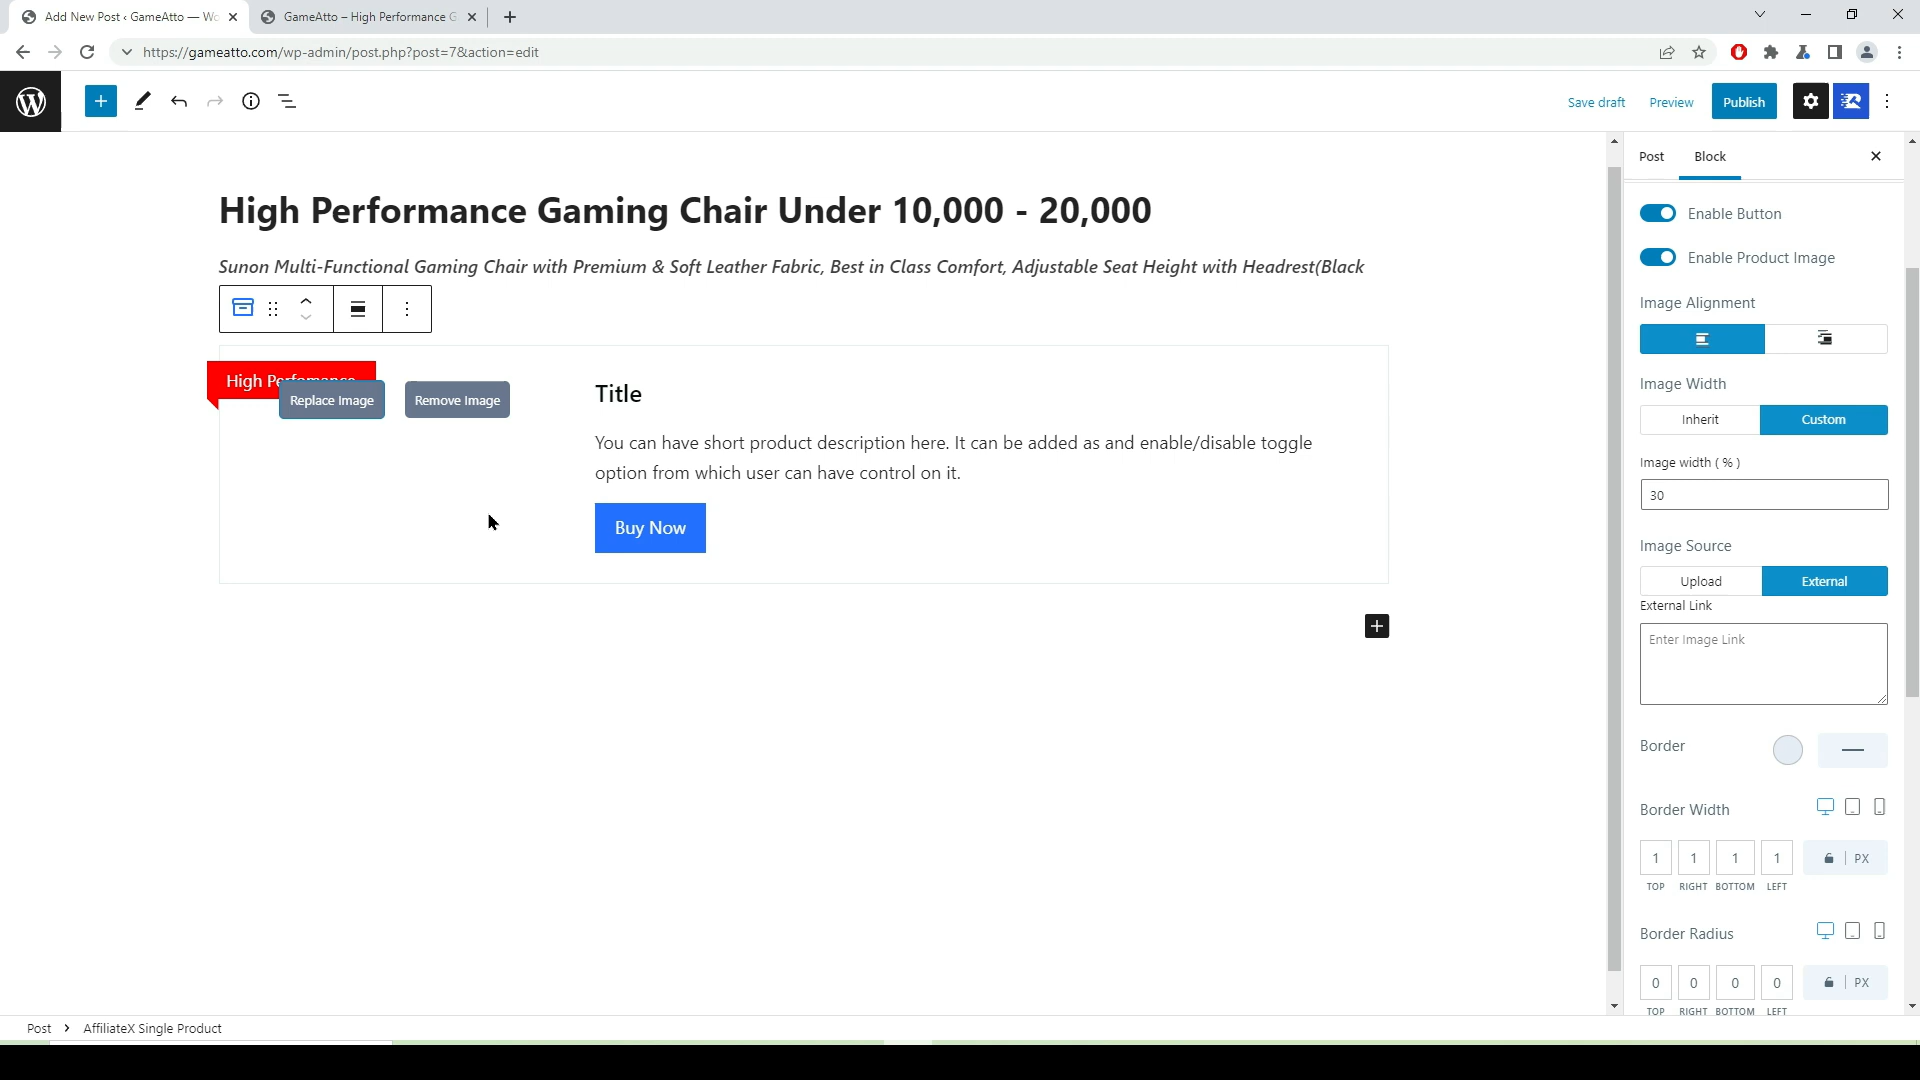 Add New Post ‹ GameAtto — Wo
GameAtto – High Performance G
https://gameatto.com/wp-admin/post.php?post=7&action=edit
Save draft
Preview
Publish
Post
Block
High Performance Gaming Chair Under 10,000 - 20,000
Sunon Multi-Functional Gaming Chair with Premium & Soft Leather Fabric, Best in Class Comfort, Adjustable Seat Height with Headrest(Black
High Perfomance
Replace Image
Remove Image
Title
You can have short product description here. It can be added as and enable/disable toggle
option from which user can have control on it.
Buy Now
Enable Button
Enable Product Image
Image Alignment
Image Width
Inherit
Custom
Image width ( % )
30
Image Source
Upload
External
External Link
Enter Image Link
Border
Border Width
1 1 1 1 PX
TOP RIGHT BOTTOM LEFT
Border Radius
0 0 0 0 PX
TOP RIGHT BOTTOM LEFT
Post
AffiliateX Single Product